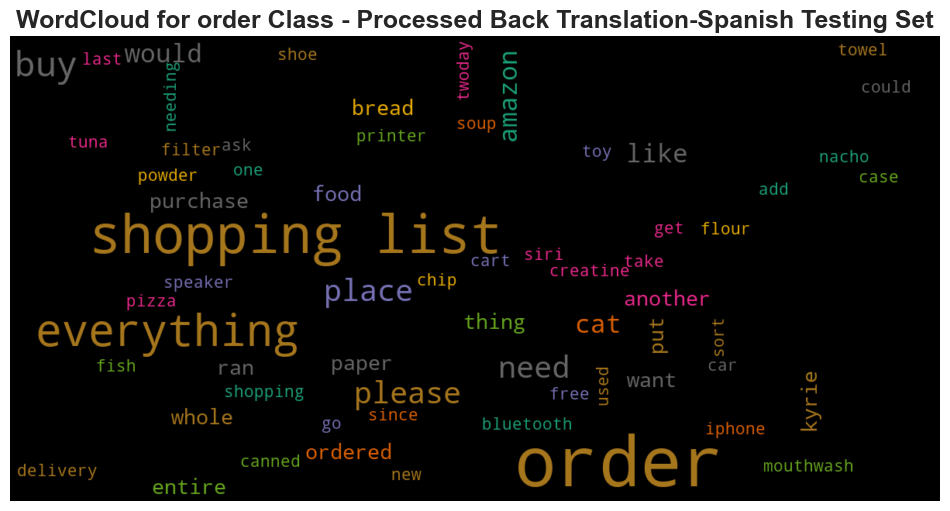 WordCloud for order Class - Processed Back Translation-Spanish Testing Set
buy
last
would
shoe
twoday
amazon
towel
could
needing
bread
soup
printer
tuna
filter
ask
toy
like
nacho
powder
one
case
add
purchase
food
shopping list
get
flour
cart
siri
creatine
take
speaker
chip
pizza
place
another
everything
thing
cat
put
sort
fish
ran
paper
need
want
car
shopping
please
free
used
kyrie
whole
since
go
bluetooth
iphone
ordered
order
delivery
canned
new
mouthwash
entire